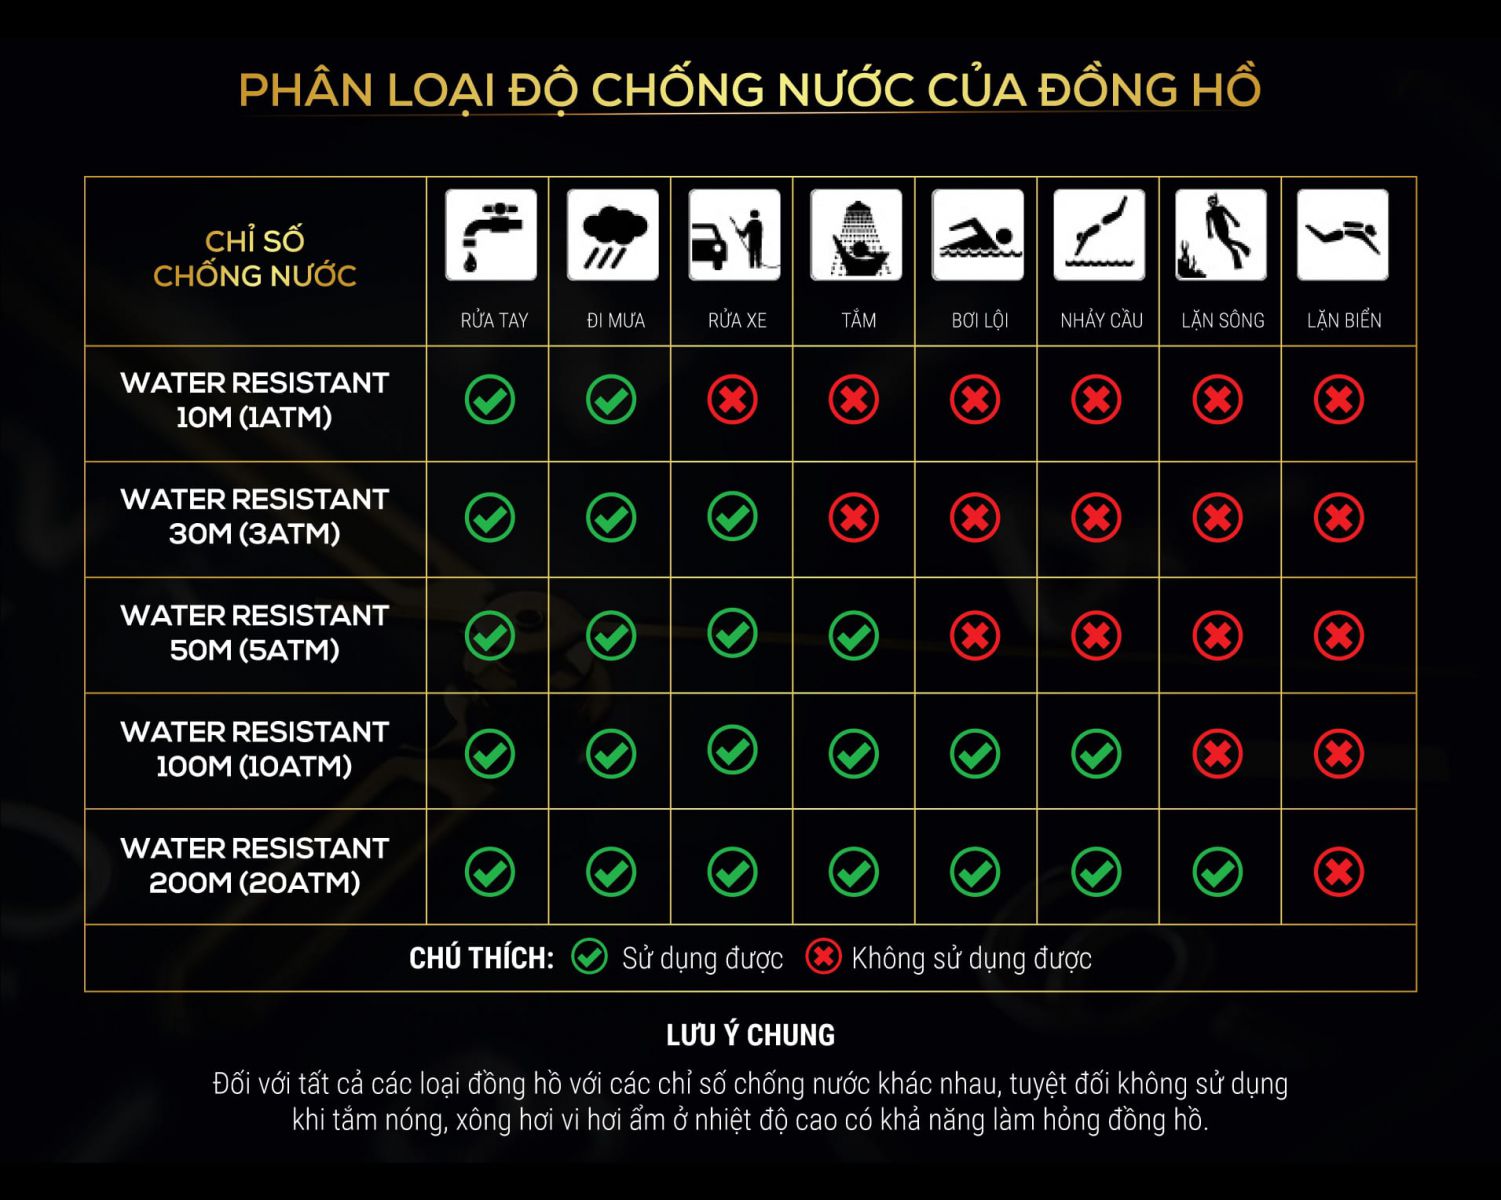 PHÂN LOẠI ĐỘ CHỐNG NƯỚC CỦA ĐỒNG HỒ
CHỈ SỐ
CHỐNG NƯỚC
RỬA TAY
ĐI MƯA
RỬA XE
TẮM
BƠI LỘI
NHẢY CẦU
LẶN SÔNG
LẶN BIỂN
WATER RESISTANT
10M (1ATM)
WATER RESISTANT
30M (3ATM)
WATER RESISTANT
50M (5ATM)
WATER RESISTANT
100M (10ATM)
WATER RESISTANT
200M (20ATM)
CHÚ THÍCH: Sử dụng được Không sử dụng được
LƯU Ý CHUNG
Đối với tất cả các loại đồng hồ với các chỉ số chống nước khác nhau, tuyệt đối không sử dụng
khi tắm nóng, xông hơi vi hơi ẩm ở nhiệt độ cao có khả năng làm hỏng đồng hồ.